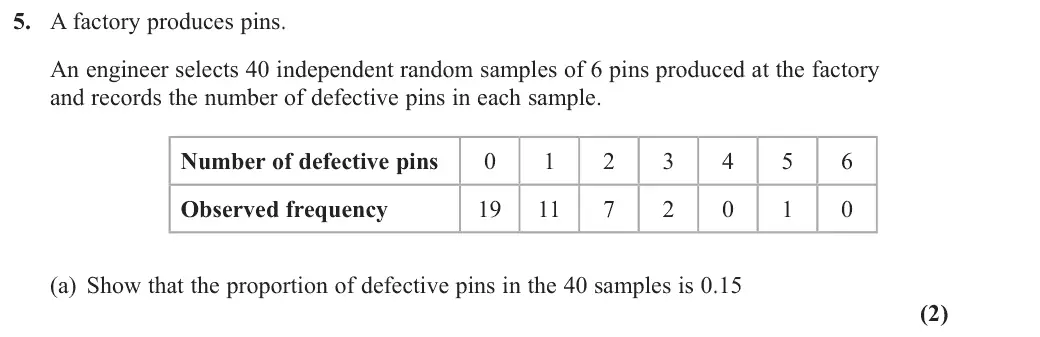 5. A factory produces pins.
An engineer selects 40 independent random samples of 6 pins produced at the factory
and records the number of defective pins in each sample.
Number of defective pins 0 1 2 3 4 5 6
Observed frequency 19 11 7 2 0 1 0
(a) Show that the proportion of defective pins in the 40 samples is 0.15
(2)